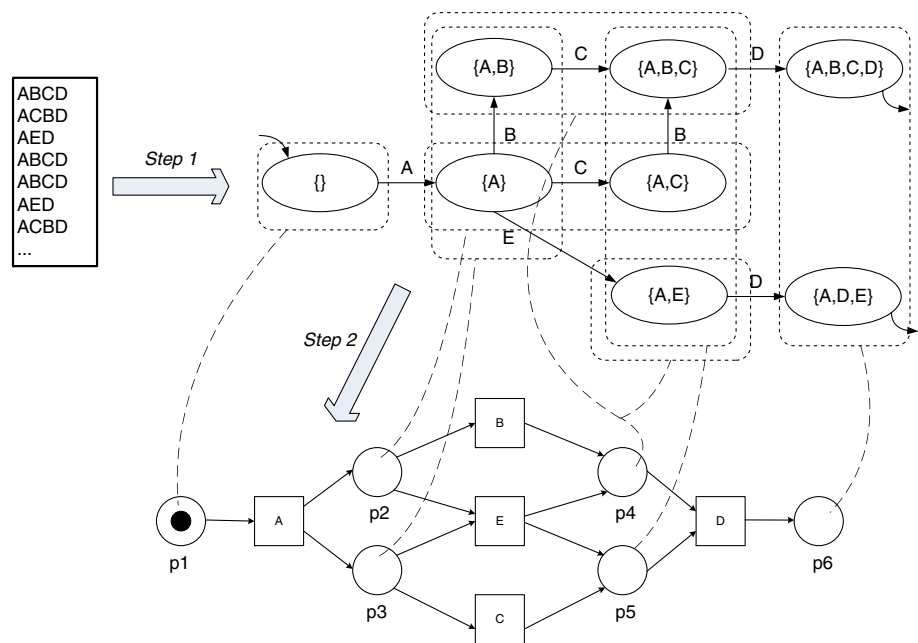 ABCD
ACBD
AED
ABCD
ABCD
AED
ACBD
...
Step 1
{}
A
{A,B}
C
{A,B,C}
D
{A,B,C,D}
B
B
{A}
C
{A,C}
E
{A,E}
D
{A,D,E}
Step 2
p1
A
p2
p3
B
E
C
p4
p5
D
p6